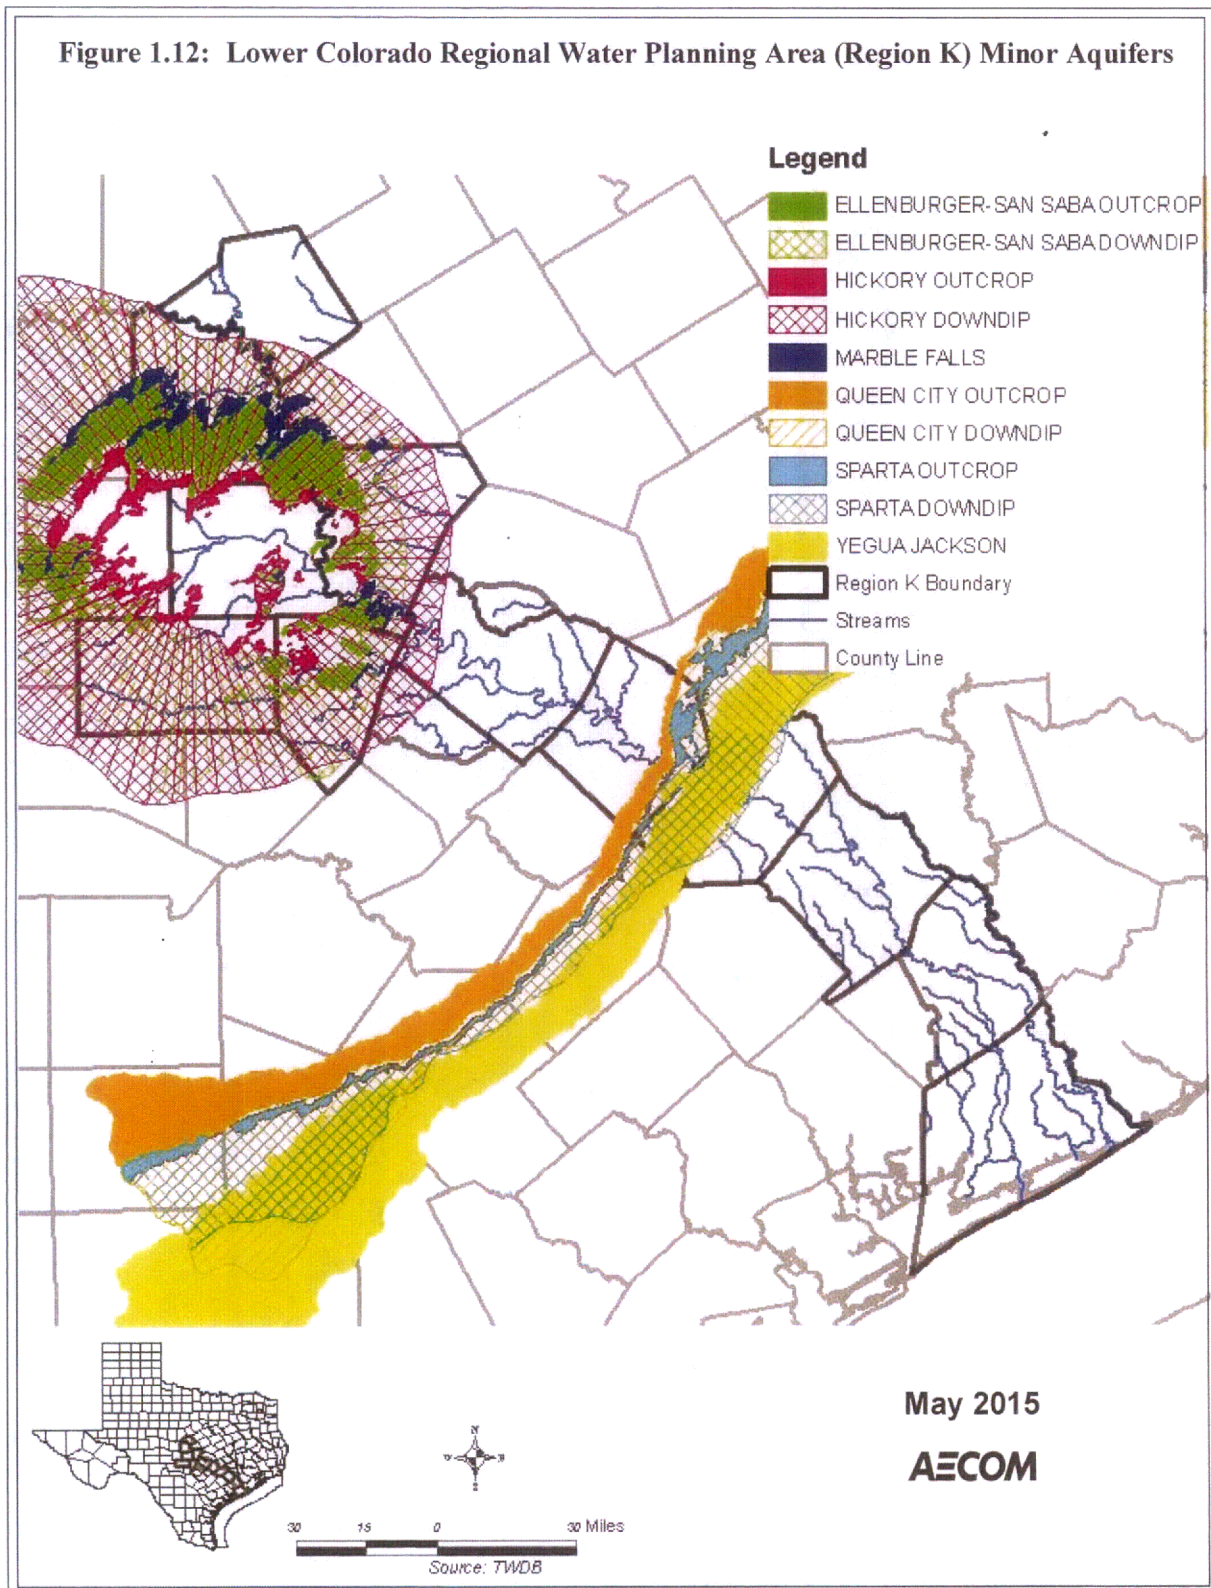 Figure 1.12: Lower Colorado Regional Water Planning Area (Region K) Minor Aquifers
Legend
ELLENBURGER-SAN SABA OUTCROP
ELLENBURGER-SAN SABA DOWNDIP
HICKORY OUTCROP
HICKORY DOWNDIP
MARBLE FALLS
QUEEN CITY OUTCROP
QUEEN CITY DOWNDIP
SPARTA OUTCROP
SPARTA DOWNDIP
YEGUA JACKSON
Region K Boundary
Streams
County Line
May 2015
AECOM
N
30 15 0 30 Miles
Source: TWDB